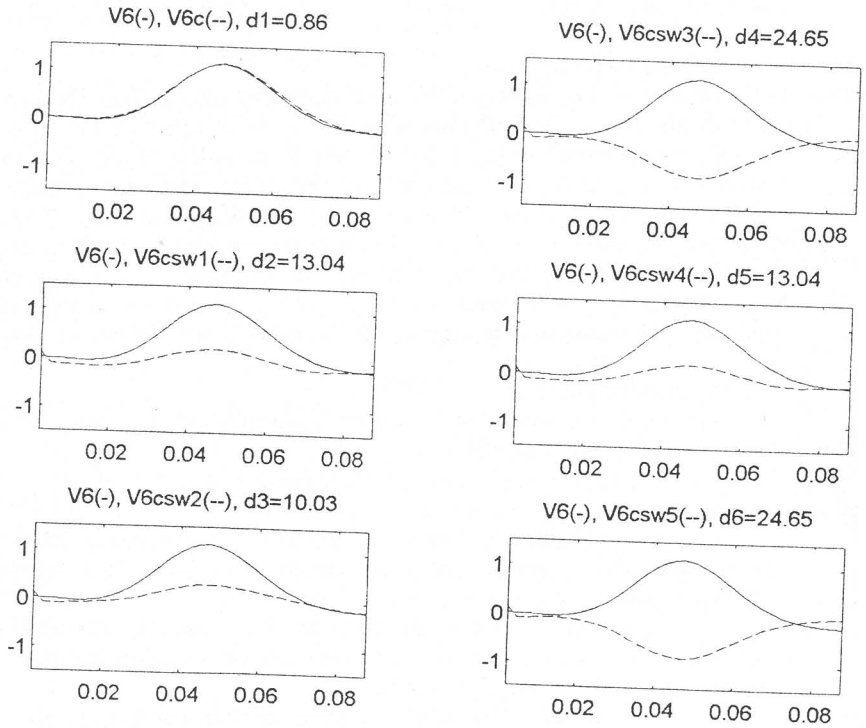 V6(-), V6c(--), d1=0.86
1
0
-1
0.02 0.04 0.06 0.08
V6(-), V6csw1(--), d2=13.04
1
0
-1
0.02 0.04 0.06 0.08
V6(-), V6csw2(--), d3=10.03
1
0
-1
0.02 0.04 0.06 0.08
V6(-), V6csw3(--), d4=24.65
1
0
-1
0.02 0.04 0.06 0.08
V6(-), V6csw4(--), d5=13.04
1
0
-1
0.02 0.04 0.06 0.08
V6(-), V6csw5(--), d6=24.65
1
0
-1
0.02 0.04 0.06 0.08